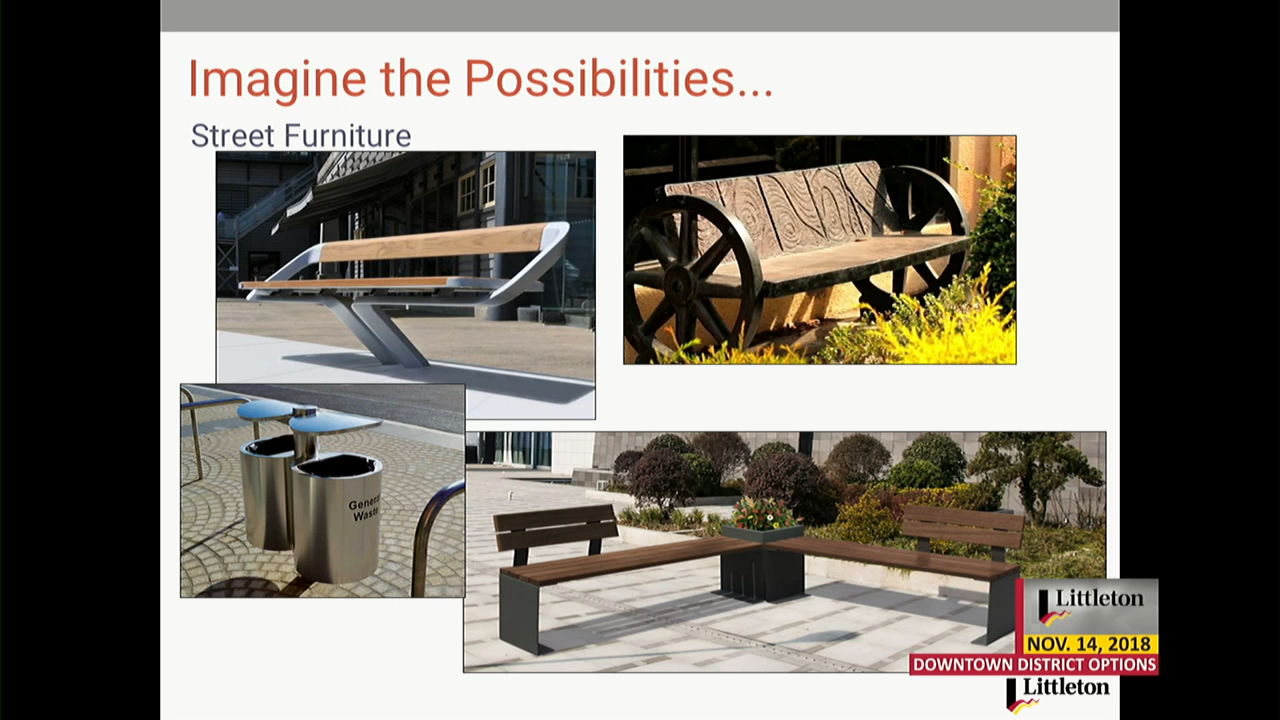 Imagine the Possibilities...
Street Furniture
General
Waste
Littleton
NOV. 14, 2018
DOWNTOWN DISTRICT OPTIONS
Littleton